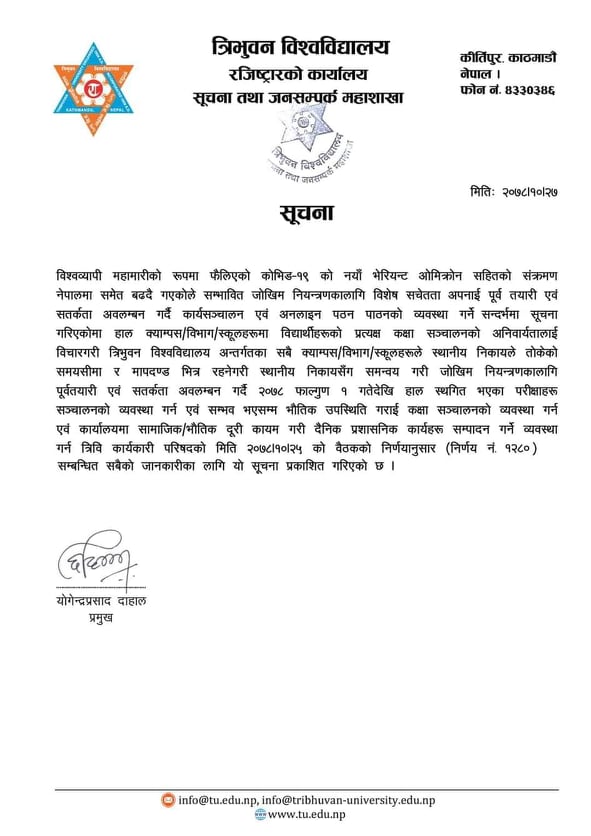 त्रिभुवन विश्वविद्यालय
रजिष्ट्रारको कार्यालय
सूचना तथा जनसम्पर्क महाशाखा
कीर्तिपुर, काठमाडौं
नेपाल ।
फोन नं. ४३३०३४६
त्रिभुवन विश्वविद्यालय
मितिः २०७८।१०।२७
सूचना
विश्वव्यापी महामारीको रूपमा फैलिएको कोभिड-१९ को नयाँ भेरियन्ट ओमिक्रोन सहितको संक्रमण
नेपालमा समेत बढदै गएकोले सम्भावित जोखिम नियन्त्रणकालागि विशेष सचेतता अपनाई पूर्व तयारी एवं
सतर्कता अवलम्बन गर्दै कार्यसञ्चालन एवं अनलाइन पठन पाठनको व्यवस्था गर्ने सन्दर्भमा सूचना
गरिएकोमा हाल क्याम्पस/विभाग/स्कूलहरूमा विद्यार्थीहरूको प्रत्यक्ष कक्षा सञ्चालनको अनिवार्यतालाई
विचारगरी त्रिभुवन विश्वविद्यालय अन्तर्गतका सबै क्याम्पस/विभाग/स्कूलहरूले स्थानीय निकायले तोकेको
समयसीमा र मापदण्ड भित्र रहनेगरी स्थानीय निकायसँग समन्वय गरी जोखिम नियन्त्रणकालागि
पूर्वतयारी एवं सतर्कता अवलम्बन गर्दै २०७८ फाल्गुण १ गतेदेखि हाल स्थगित भएका परीक्षाहरू
सञ्चालनको व्यवस्था गर्न एवं सम्भव भएसम्म भौतिक उपस्थिति गराई कक्षा सञ्चालनको व्यवस्था गर्न
एवं कार्यालयमा सामाजिक/भौतिक दूरी कायम गरी दैनिक प्रशासनिक कार्यहरू सम्पादन गर्ने व्यवस्था
गर्न त्रिवि कार्यकारी परिषदको मिति २०७८।१०।२५ को वैठकको निर्णयानुसार (निर्णय नं. १२८०)
सम्बन्धित सबैको जानकारीका लागि यो सूचना प्रकाशित गरिएको छ ।
योगेन्द्रप्रसाद दाहाल
प्रमुख
info@tu.edu.np, info@tribhuvan-university.edu.np
www.tu.edu.np